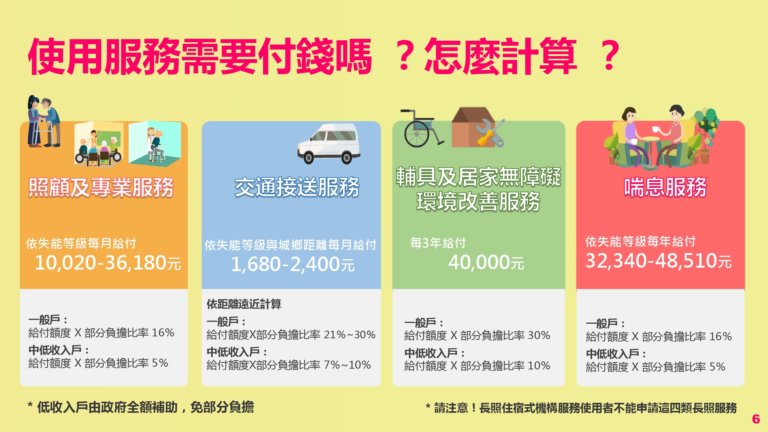 使用服務需要付錢嗎 ？怎麼計算 ？
照顧及專業服務
依失能等級每月給付
10,020-36,180元
一般戶：
給付額度 X 部分負擔比率 16%
中低收入戶：
給付額度 X 部分負擔比率 5%
交通接送服務
依失能等級與城鄉距離每月給付
1,680-2,400元
依距離遠近計算
一般戶：
給付額度X部分負擔比率 21%~30%
中低收入戶：
給付額度X部分負擔比率 7%~10%
輔具及居家無障礙
環境改善服務
每3年給付
40,000元
一般戶：
給付額度 X 部分負擔比率 30%
中低收入戶：
給付額度 X 部分負擔比率 10%
喘息服務
依失能等級每年給付
32,340-48,510元
一般戶：
給付額度 X 部分負擔比率 16%
中低收入戶：
給付額度 X 部分負擔比率 5%
* 低收入戶由政府全額補助，免部分負擔
* 請注意！長照住宿式機構服務使用者不能申請這四類長照服務
6